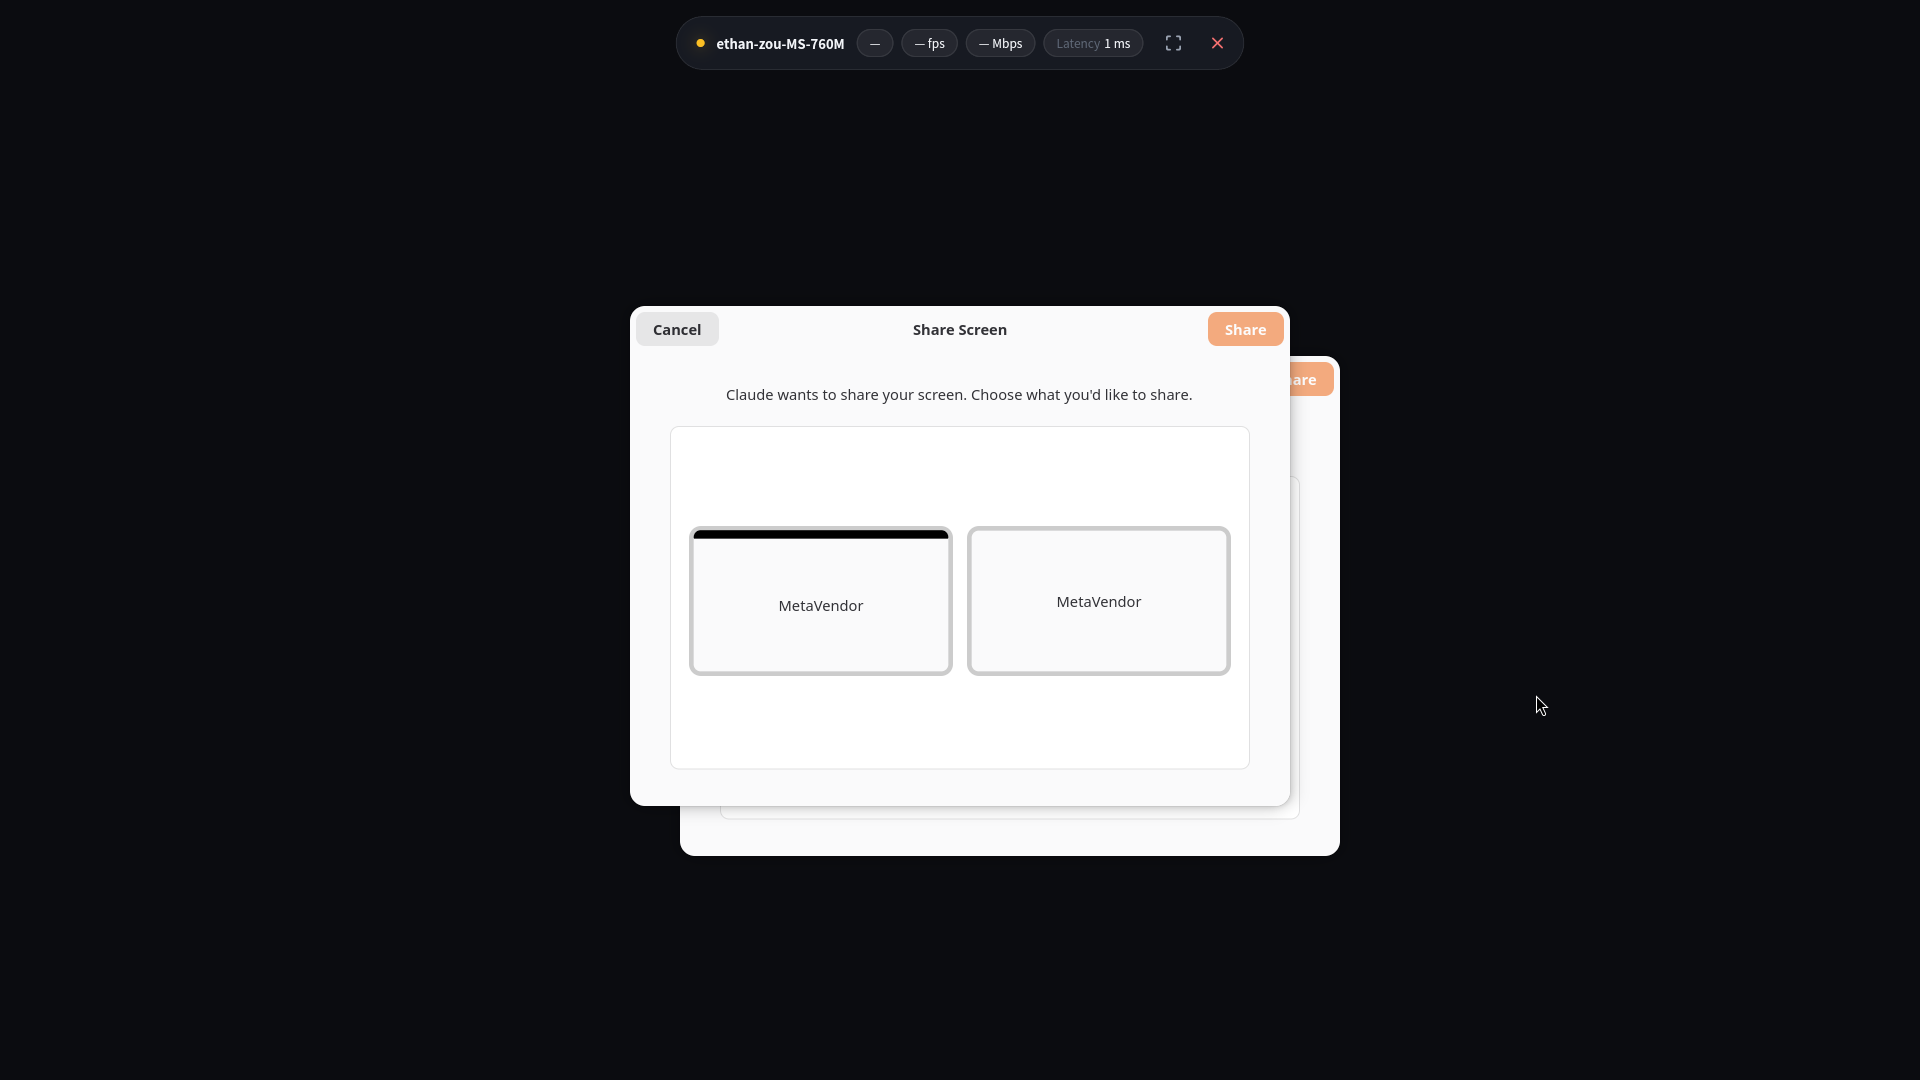 ethan-zou-MS-760M — — fps — Mbps Latency 1 ms
Cancel Share Screen Share
Claude wants to share your screen. Choose what you'd like to share.
MetaVendor MetaVendor